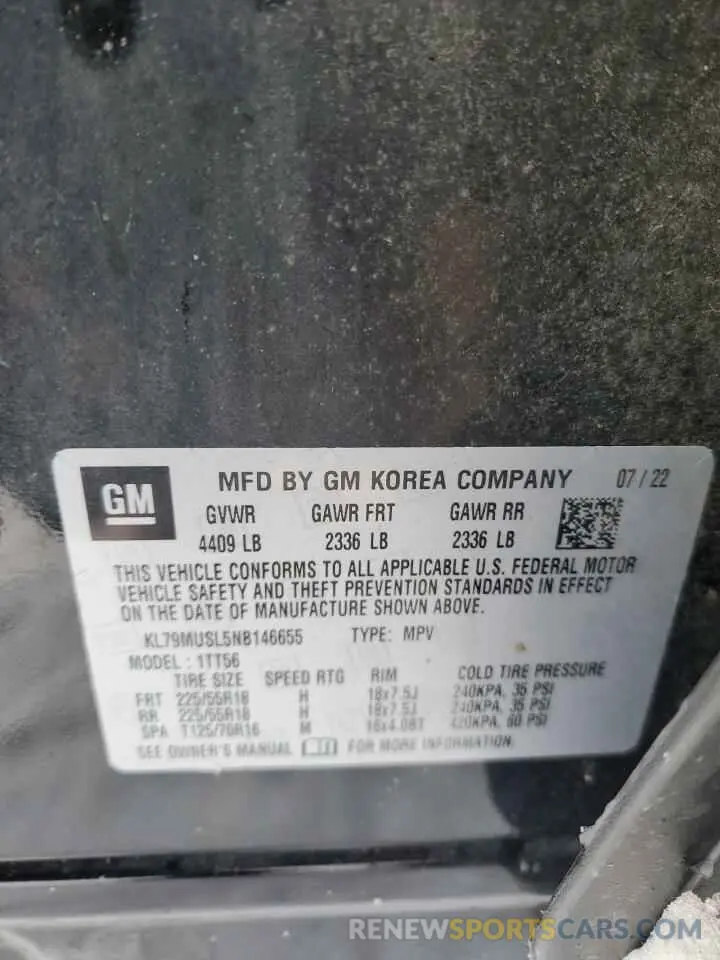 GM
MFD BY GM KOREA COMPANY 07/22
GVWR GAWR FRT GAWR RR
4409 LB 2336 LB 2336 LB
THIS VEHICLE CONFORMS TO ALL APPLICABLE U.S. FEDERAL MOTOR
VEHICLE SAFETY AND THEFT PREVENTION STANDARDS IN EFFECT
ON THE DATE OF MANUFACTURE SHOWN ABOVE.
KL79MUSL5NB146655 TYPE: MPV
MODEL: 1TT56
TIRE SIZE SPEED RTG RIM COLD TIRE PRESSURE
FRT 225/55R18 H 18x7.5J 240KPA, 35 PSI
RR 225/55R18 H 18x7.5J 240KPA, 35 PSI
SPA T125/70R16 M 16x4.0BT 420KPA, 60 PSI
SEE OWNER'S MANUAL FOR MORE INFORMATION.
RENEWSPORTSCARS.COM